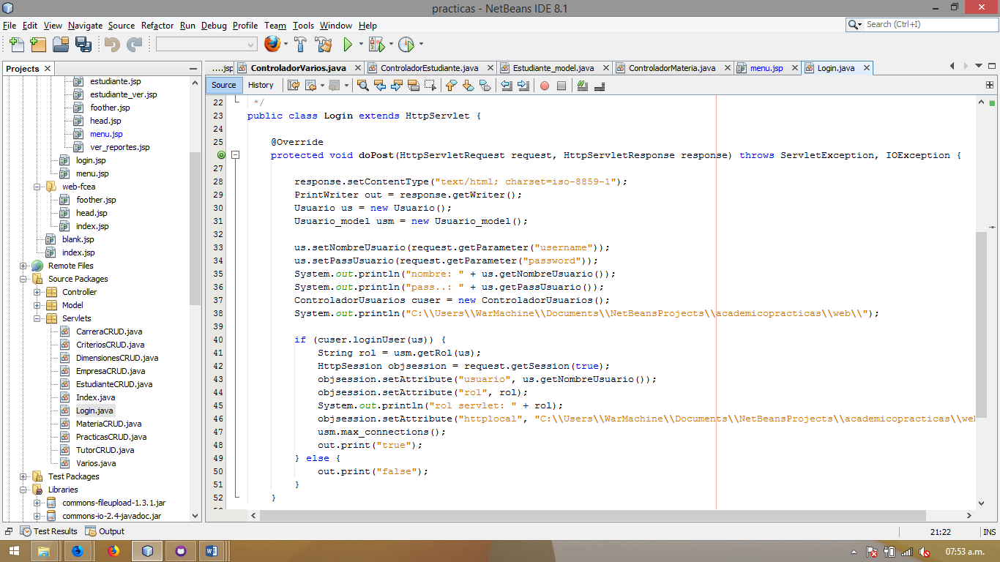 practicas - NetBeans IDE 8.1
File Edit View Navigate Source Refactor Run Debug Profile Team Tools Window Help
Search (Ctrl+I)
Projects
estudiante.jsp
estudiante_ver.jsp
foother.jsp
head.jsp
menu.jsp
ver_reportes.jsp
login.jsp
menu.jsp
web-fcea
foother.jsp
head.jsp
index.jsp
blank.jsp
index.jsp
Remote Files
Source Packages
Controller
Model
Servlets
CarreraCRUD.java
CriteriosCRUD.java
DimensionesCRUD.java
EmpresaCRUD.java
EstudianteCRUD.java
Index.java
Login.java
MateriaCRUD.java
PracticasCRUD.java
TutorCRUD.java
Varios.java
Test Packages
Libraries
commons-fileupload-1.3.1.jar
commons-io-2.4-javadoc.jar
....jsp ControladorVarios.java ControladorEstudiante.java Estudiante_model.java ControladorMateria.java menu.jsp Login.java
Source History
22 */
23 public class Login extends HttpServlet {
24
25 @Override
protected void doPost(HttpServletRequest request, HttpServletResponse response) throws ServletException, IOException {
27
28 response.setContentType("text/html; charset=iso-8859-1");
29 PrintWriter out = response.getWriter();
30 Usuario us = new Usuario();
31 Usuario_model usm = new Usuario_model();
32
33 us.setNombreUsuario(request.getParameter("username"));
34 us.setPassUsuario(request.getParameter("password"));
35 System.out.println("nombre: " + us.getNombreUsuario());
36 System.out.println("pass..: " + us.getPassUsuario());
37 ControladorUsuarios cuser = new ControladorUsuarios();
38 System.out.println("C:\\Users\\WarMachine\\Documents\\NetBeansProjects\\academicopracticas\\web\\");
39
40 if (cuser.loginUser(us)) {
41 String rol = usm.getRol(us);
42 HttpSession objsession = request.getSession(true);
43 objsession.setAttribute("usuario", us.getNombreUsuario());
44 objsession.setAttribute("rol", rol);
45 System.out.println("rol servlet: " + rol);
46 objsession.setAttribute("httplocal", "C:\\Users\\WarMachine\\Documents\\NetBeansProjects\\academicopracticas\\we
47 usm.max_connections();
48 out.print("true");
49 } else {
50 out.print("false");
51 }
52 }
Test Results Output
21:22 INS
07:53 a.m.